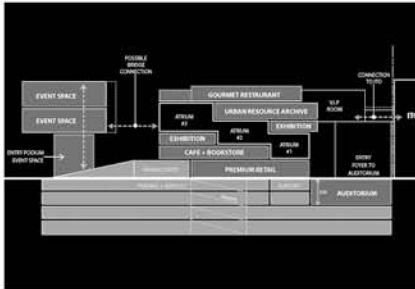 POSSIBLE
BRIDGE
CONNECTION
CONNECTION
TO ITO
EVENT SPACE
GOURMET RESTAURANT
V.I.P
ROOM
EVENT SPACE
ATRIUM
#3
URBAN RESOURCE ARCHIVE
EXHIBITION
EXHIBITION
ATRIUM
#2
ATRIUM
#1
ENTRY PODIUM
EVENT SPACE
CAFE + BOOKSTORE
ENTRY
FOYER TO
AUDITORIUM
PREMIUM RETAIL
AUDITORIUM